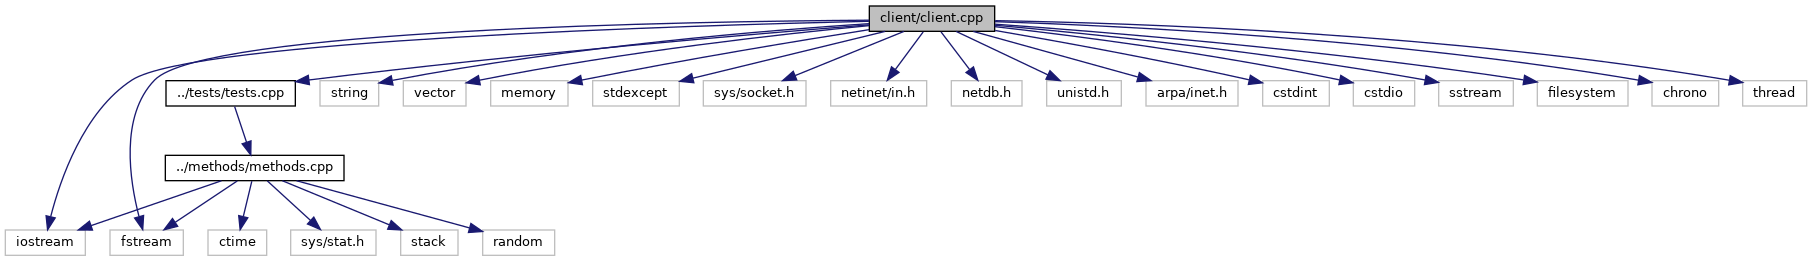 client/client.cpp
../tests/tests.cpp
string
vector
memory
stdexcept
sys/socket.h
netinet/in.h
netdb.h
unistd.h
arpa/inet.h
cstdint
cstdio
sstream
filesystem
chrono
thread
../methods/methods.cpp
iostream
fstream
ctime
sys/stat.h
stack
random